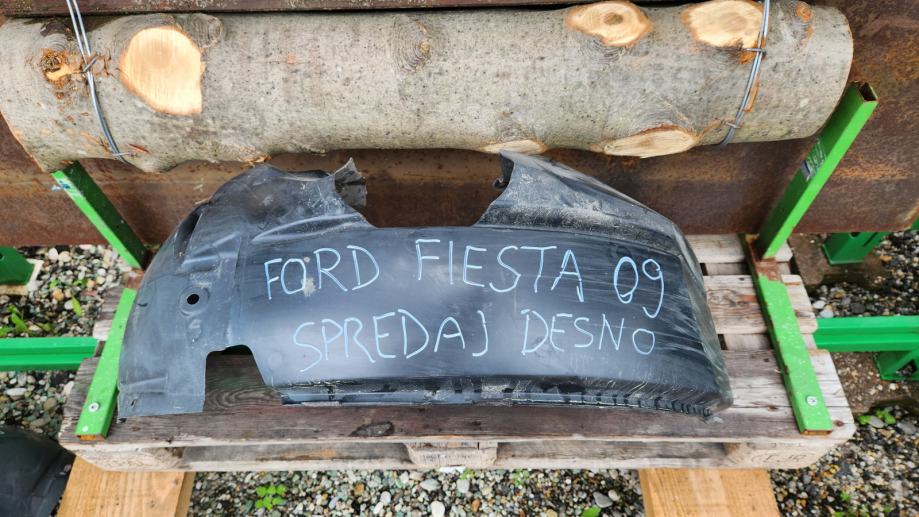 FORD FIESTA 09
SPREDAJ DESNO